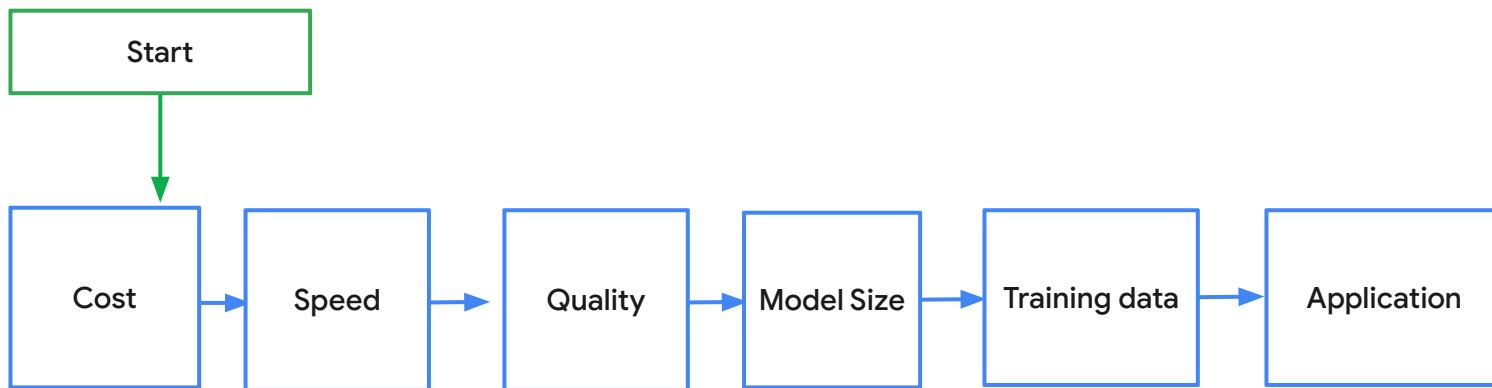 Start
Cost
Speed
Quality
Model Size
Training data
Application